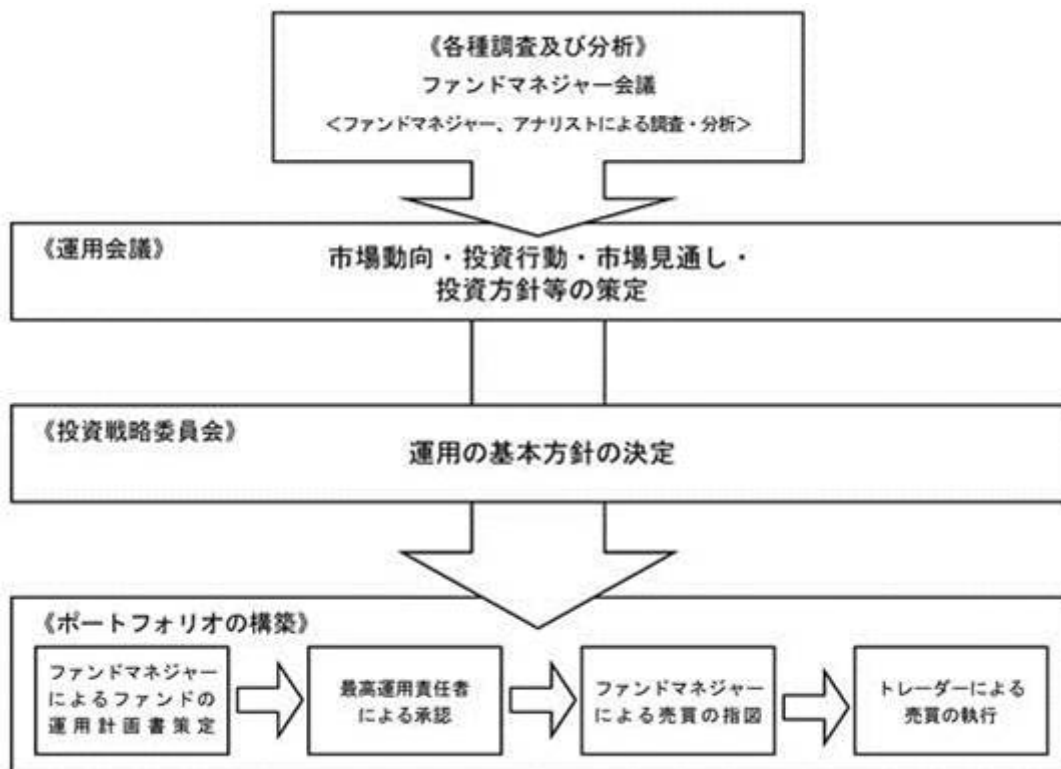 《各種調査及び分析》
ファンドマネジャー会議
＜ファンドマネジャー、アナリストによる調査・分析＞
《運用会議》
市場動向・投資行動・市場見通し・
投資方針等の策定
《投資戦略委員会》
運用の基本方針の決定
《ポートフォリオの構築》
ファンドマネジャー
によるファンドの
運用計画書策定
最高運用責任者
による承認
ファンドマネジャー
による売買の指図
トレーダーによる
売買の執行